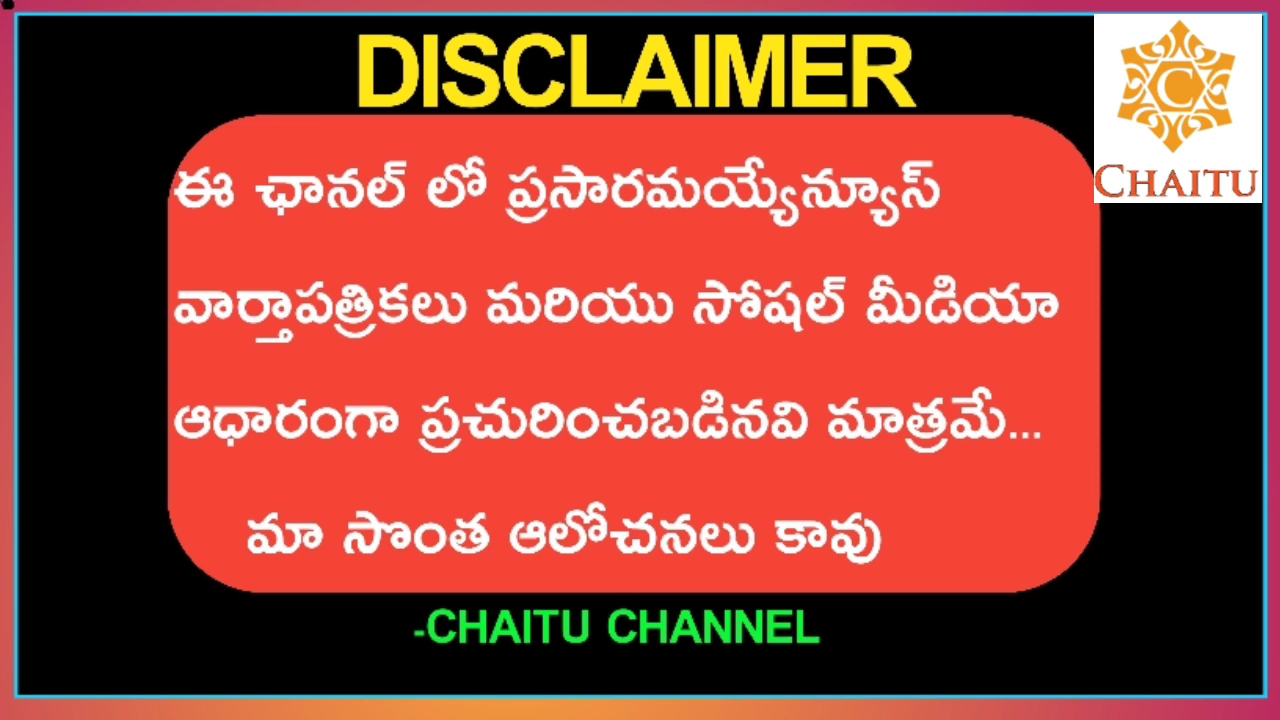 DISCLAIMER
C
CHAITU
ఈ ఛానల్ లో ప్రసారమయ్యేన్యూస్
వార్తాపత్రికలు మరియు సోషల్ మీడియా
ఆధారంగా ప్రచురించబడినవి మాత్రమే...
మా సొంత ఆలోచనలు కావు
-CHAITU CHANNEL